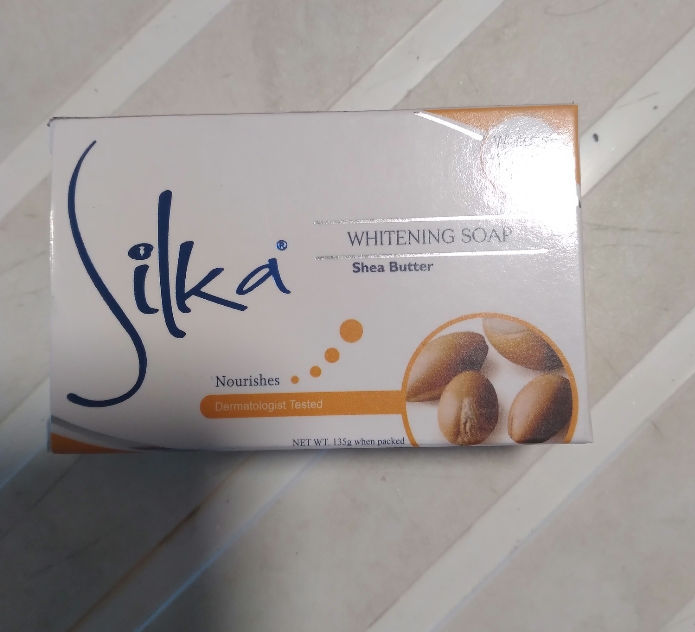 Silka®
WHITENING SOAP
Shea Butter
Nourishes
Dermatologist Tested
NET WT. 135g when packed